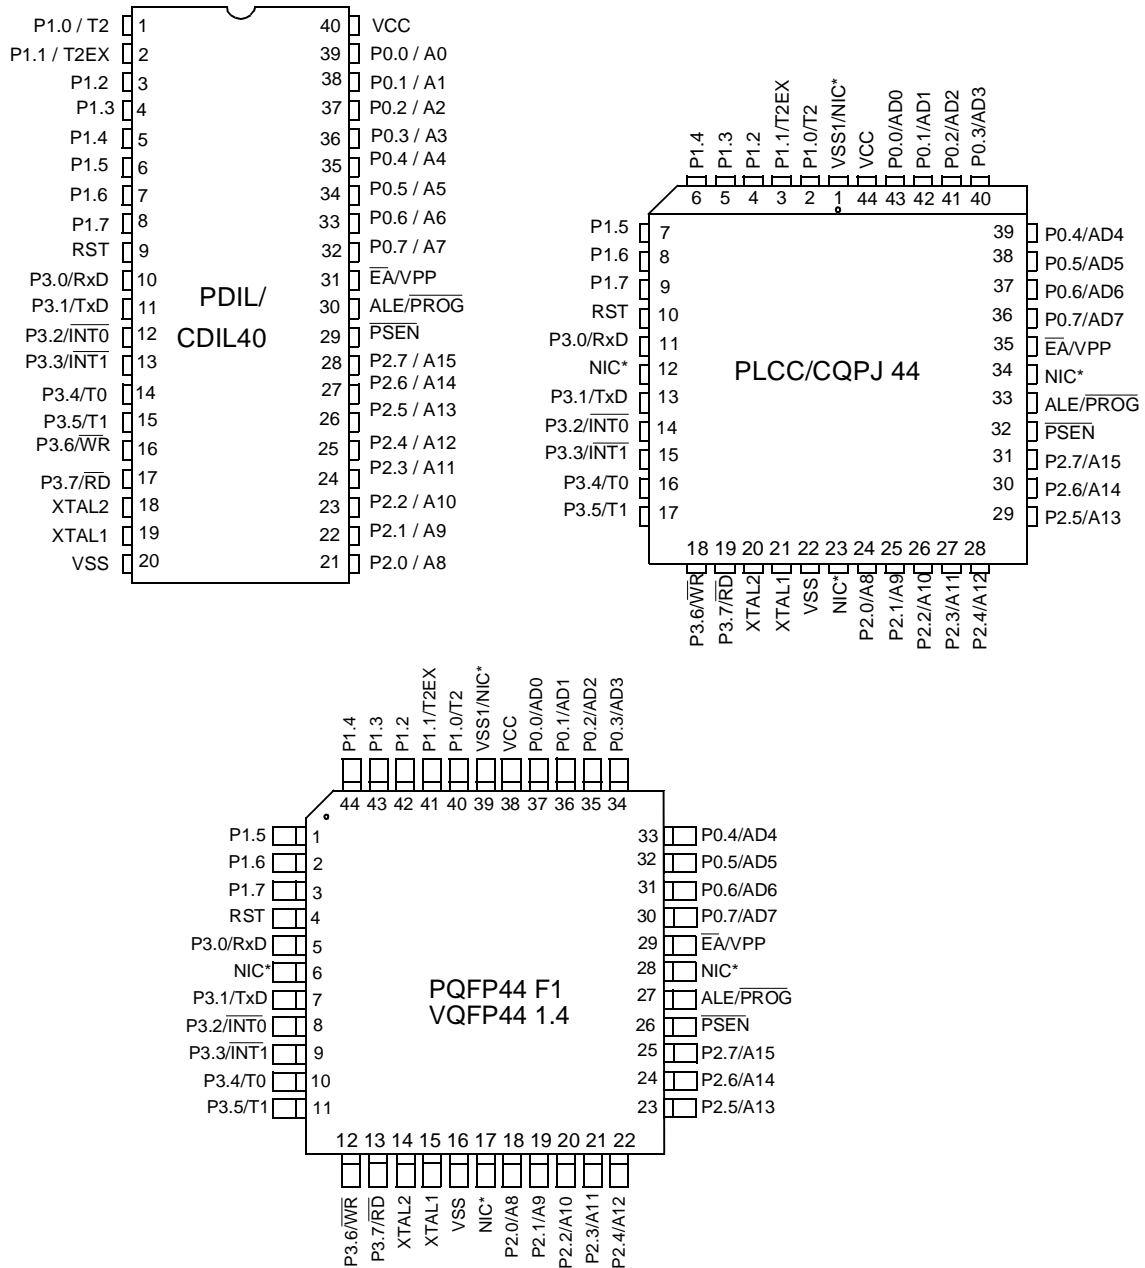 P1.0 / T2 1 40 VCC
P1.1 / T2EX 2 39 P0.0 / A0
P1.2 3 38 P0.1 / A1
P1.3 4 37 P0.2 / A2
P1.4 5 36 P0.3 / A3
P1.5 6 35 P0.4 / A4
P1.6 7 34 P0.5 / A5
P1.7 8 33 P0.6 / A6
RST 9 32 P0.7 / A7
P3.0/RxD 10 31 EA/VPP
P3.1/TxD 11 30 ALE/PROG
P3.2/INT0 12 29 PSEN
P3.3/INT1 13 28 P2.7 / A15
P3.4/T0 14 27 P2.6 / A14
P3.5/T1 15 26 P2.5 / A13
P3.6/WR 16 25 P2.4 / A12
P3.7/RD 17 24 P2.3 / A11
XTAL2 18 23 P2.2 / A10
XTAL1 19 22 P2.1 / A9
VSS 20 21 P2.0 / A8
PDIL/
CDIL40
P1.4 P1.3 P1.2 P1.1/T2EX P1.0/T2 VSS1/NIC* VCC P0.0/AD0 P0.1/AD1 P0.2/AD2 P0.3/AD3
6 5 4 3 2 1 44 43 42 41 40
P1.5 7 39 P0.4/AD4
P1.6 8 38 P0.5/AD5
P1.7 9 37 P0.6/AD6
RST 10 36 P0.7/AD7
P3.0/RxD 11 35 EA/VPP
NIC* 12 34 NIC*
P3.1/TxD 13 33 ALE/PROG
P3.2/INT0 14 32 PSEN
P3.3/INT1 15 31 P2.7/A15
P3.4/T0 16 30 P2.6/A14
P3.5/T1 17 29 P2.5/A13
PLCC/CQPJ 44
18 19 20 21 22 23 24 25 26 27 28
P3.6/WR P3.7/RD XTAL2 XTAL1 VSS NIC* P2.0/A8 P2.1/A9 P2.2/A10 P2.3/A11 P2.4/A12
P1.4 P1.3 P1.2 P1.1/T2EX P1.0/T2 VSS1/NIC* VCC P0.0/AD0 P0.1/AD1 P0.2/AD2 P0.3/AD3
44 43 42 41 40 39 38 37 36 35 34
P1.5 1 33 P0.4/AD4
P1.6 2 32 P0.5/AD5
P1.7 3 31 P0.6/AD6
RST 4 30 P0.7/AD7
P3.0/RxD 5 29 EA/VPP
NIC* 6 28 NIC*
P3.1/TxD 7 27 ALE/PROG
P3.2/INT0 8 26 PSEN
P3.3/INT1 9 25 P2.7/A15
P3.4/T0 10 24 P2.6/A14
P3.5/T1 11 23 P2.5/A13
PQFP44 F1
VQFP44 1.4
12 13 14 15 16 17 18 19 20 21 22
P3.6/WR P3.7/RD XTAL2 XTAL1 VSS NIC* P2.0/A8 P2.1/A9 P2.2/A10 P2.3/A11 P2.4/A12